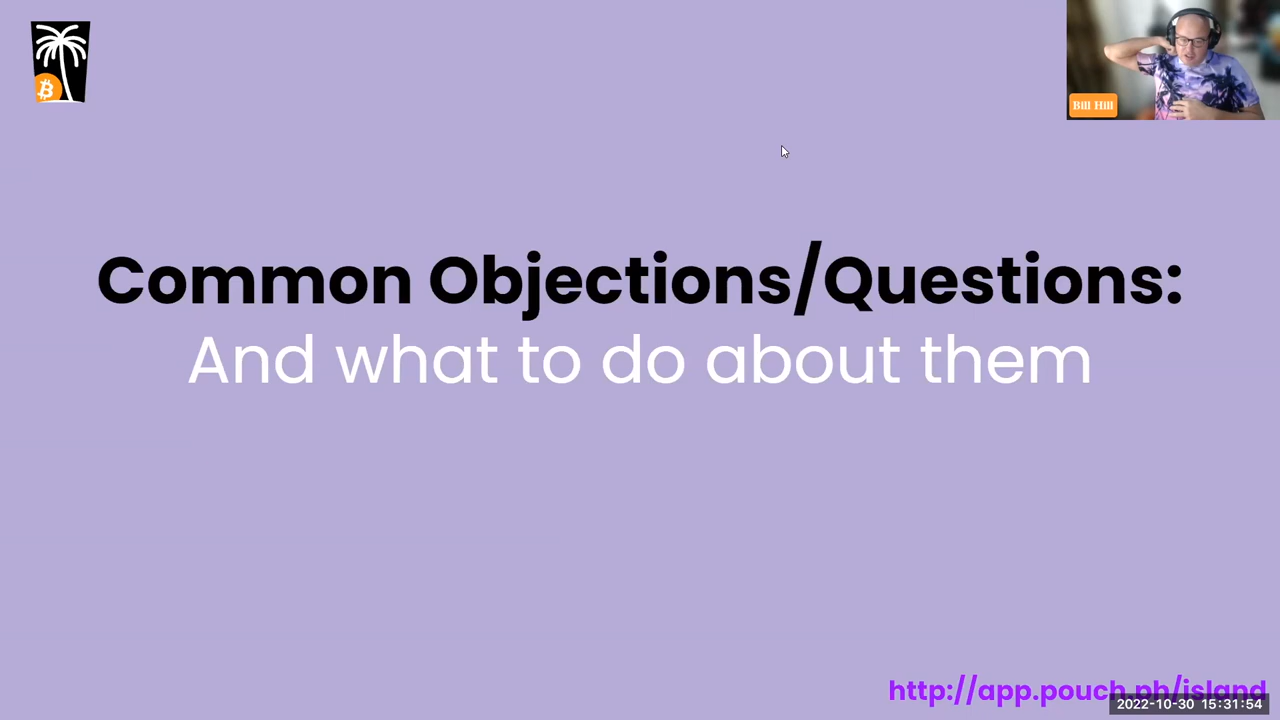 Bill Hill
Common Objections/Questions:
And what to do about them
http://app.pouch.ph/island
2022-10-30 15:31:54